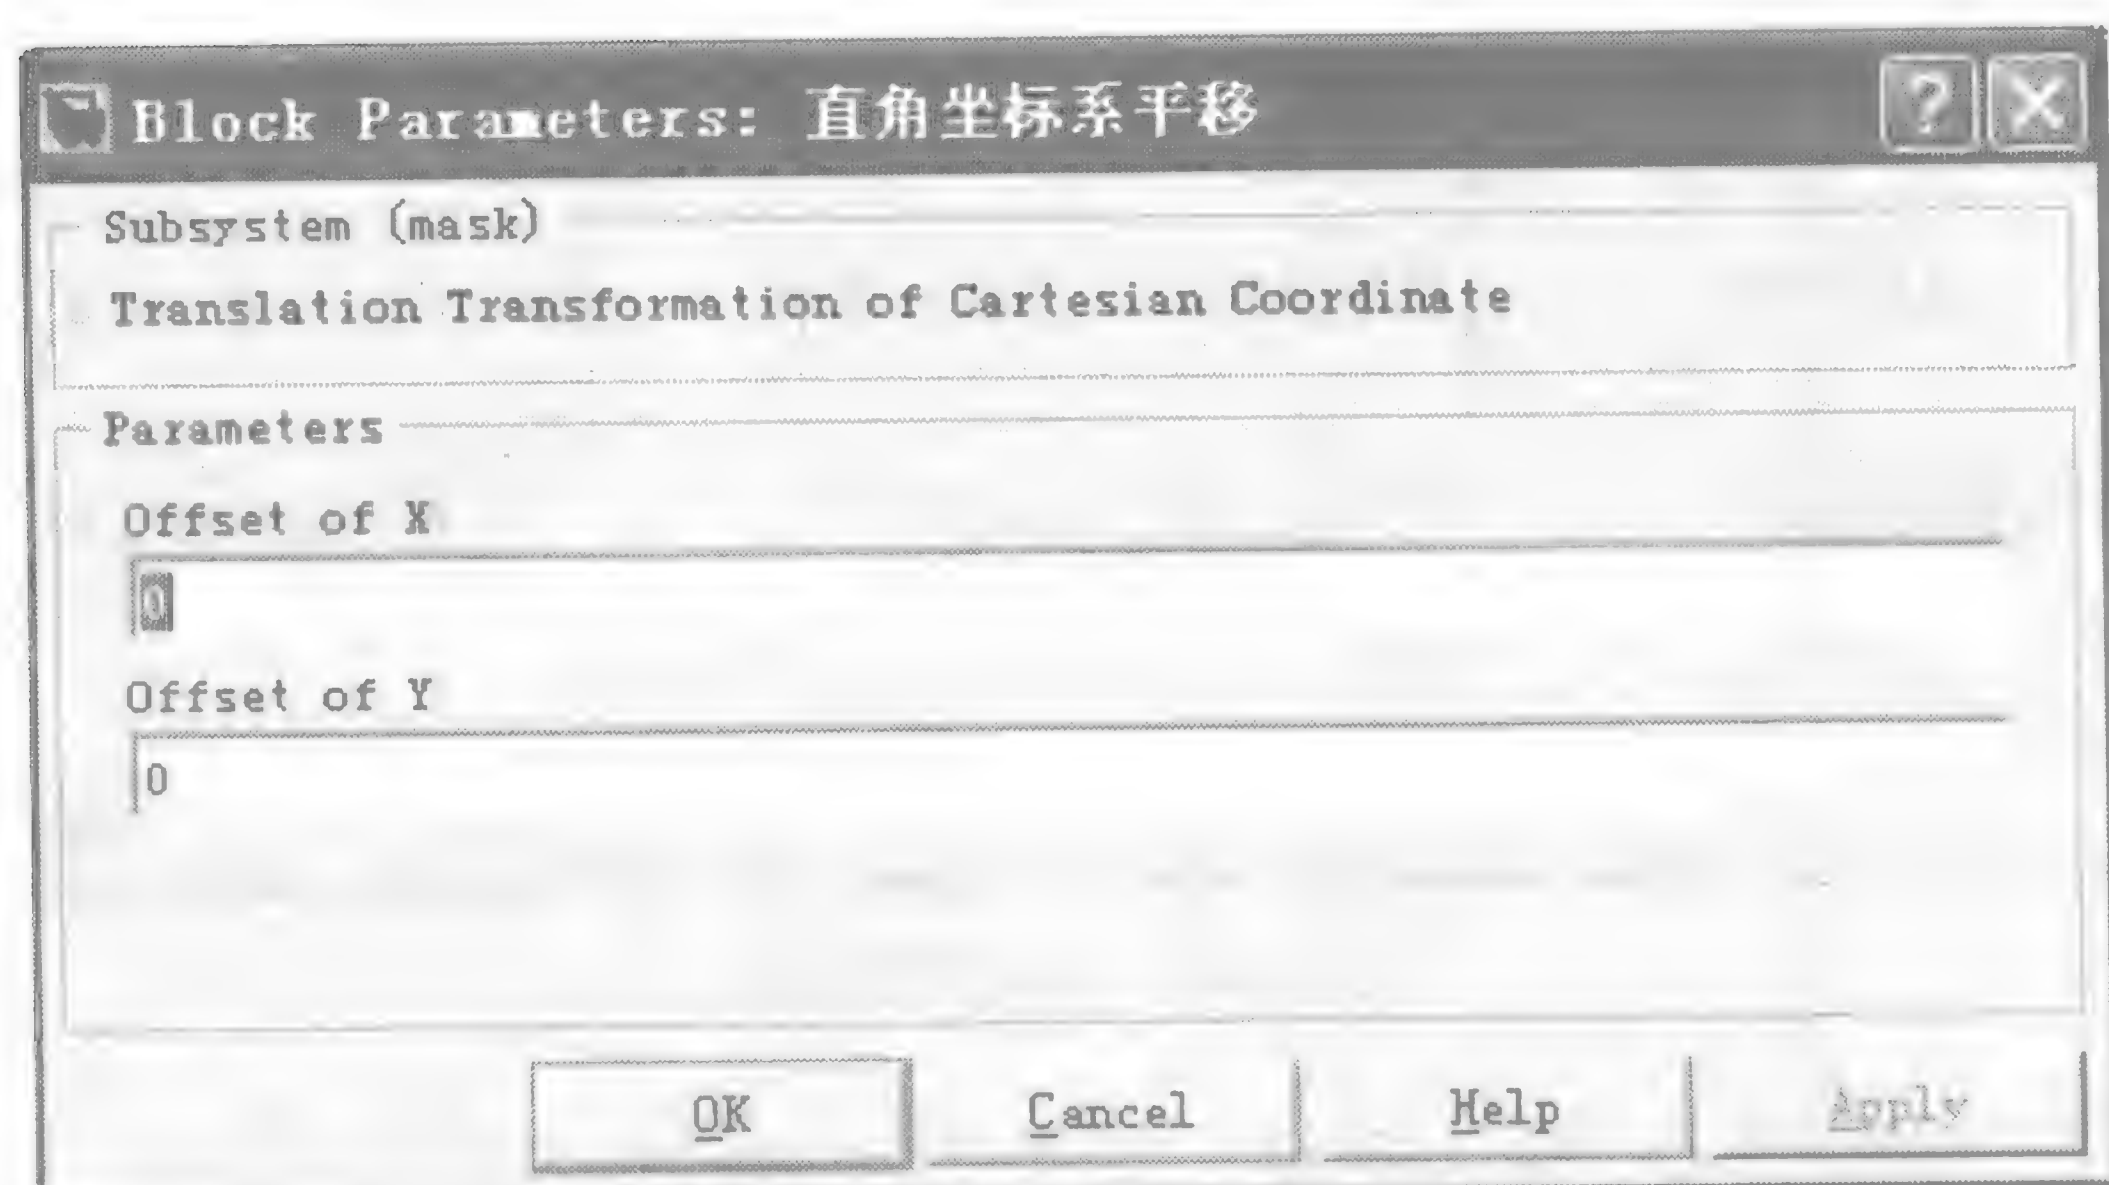 Block Parameters: 直角坐标系平移
Subsystem (mask)
Translation Transformation of Cartesian Coordinate
Parameters
Offset of X
0
Offset of Y
0
OK
Cancel
Help
Apply